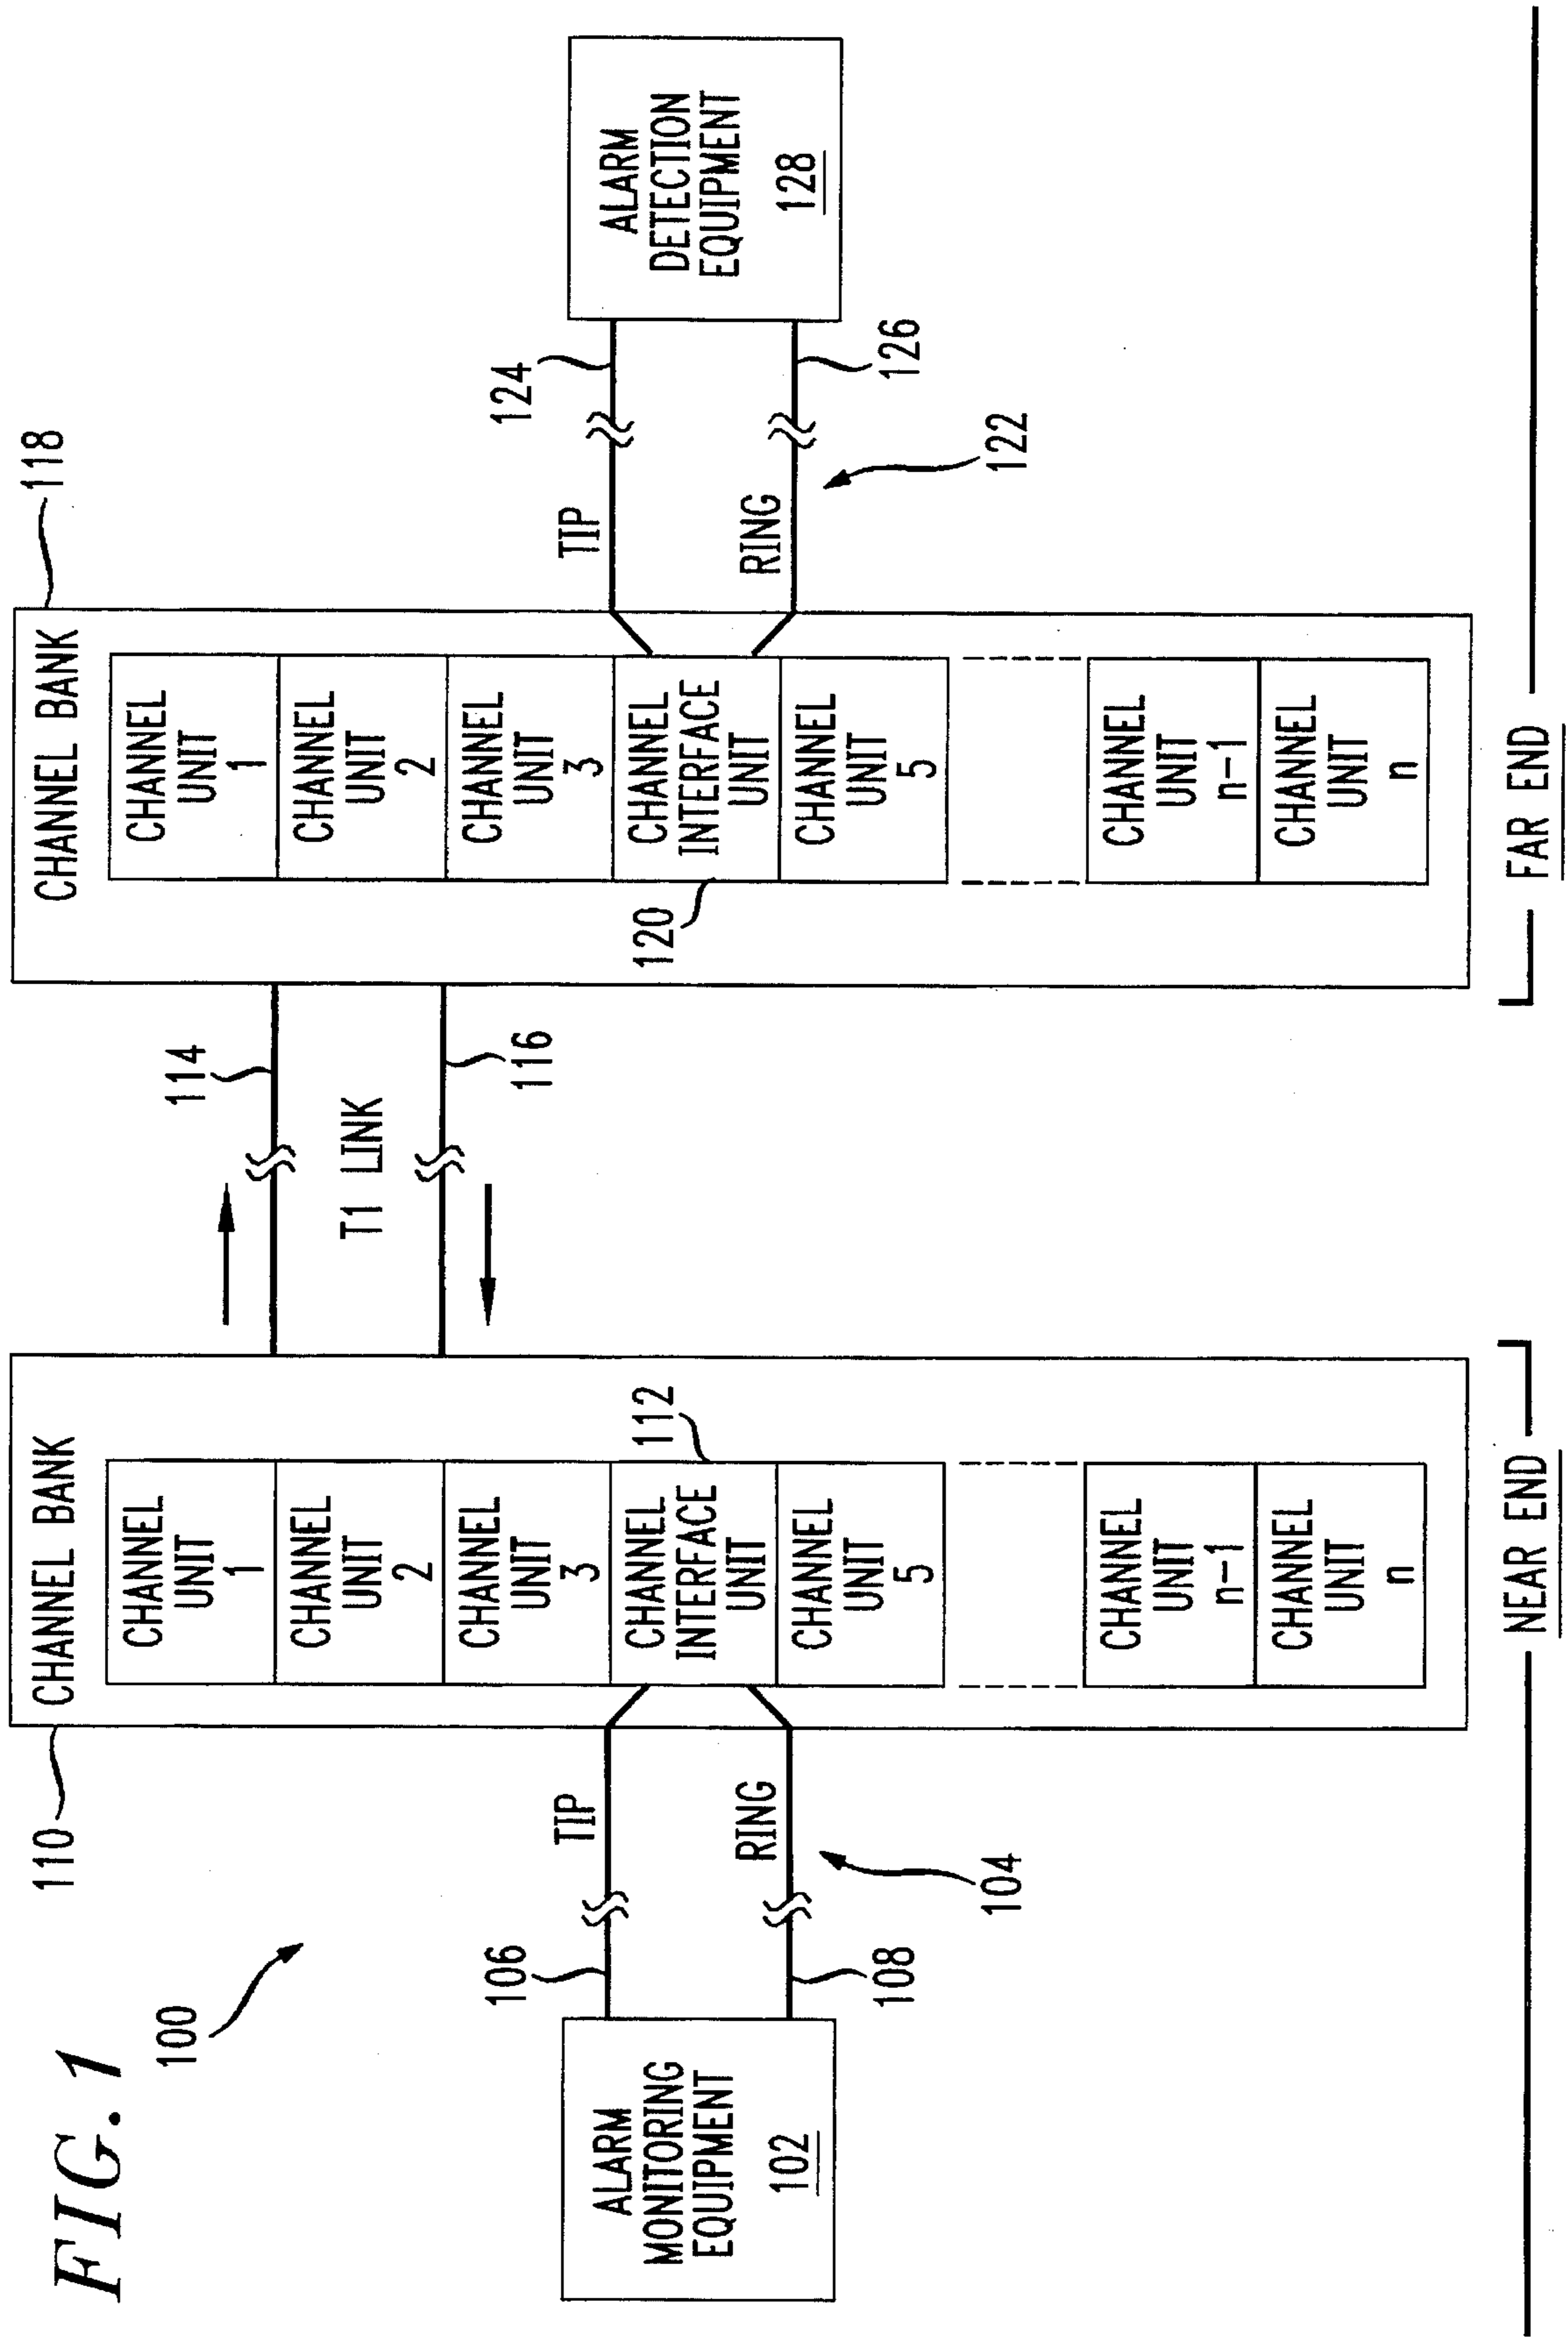 FIG. 1
100
ALARM
MONITORING
EQUIPMENT
102
106
108
TIP
RING
104
110
CHANNEL BANK
CHANNEL
UNIT
1
CHANNEL
UNIT
2
CHANNEL
UNIT
3
CHANNEL
INTERFACE
UNIT
112
CHANNEL
UNIT
5
CHANNEL
UNIT
n-1
CHANNEL
UNIT
n
NEAR END
T1 LINK
114
116
118
CHANNEL BANK
CHANNEL
UNIT
1
CHANNEL
UNIT
2
CHANNEL
UNIT
3
CHANNEL
INTERFACE
UNIT
120
CHANNEL
UNIT
5
CHANNEL
UNIT
n-1
CHANNEL
UNIT
n
FAR END
TIP
RING
122
124
126
ALARM
DETECTION
EQUIPMENT
128